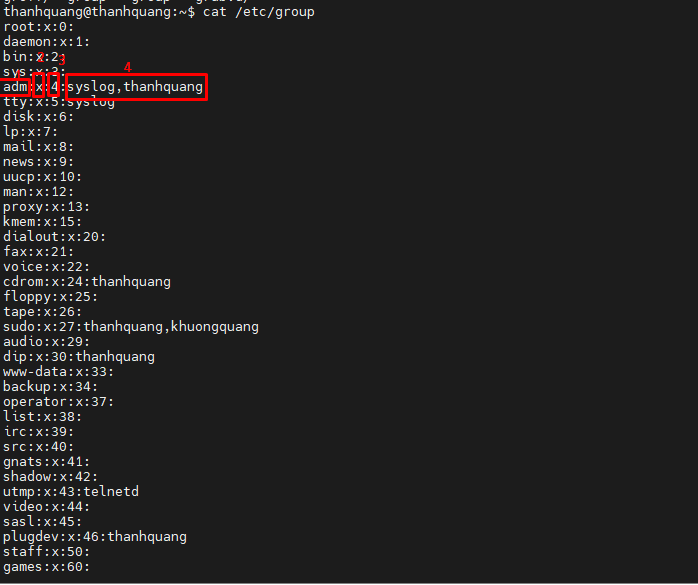 thanhquang@thanhquang:~$ cat /etc/group
root:x:0:
daemon:x:1:
bin:x:2:
2
3
sys:x:3:
4
adm:x:4:syslog,thanhquang
tty:x:5:syslog
disk:x:6:
lp:x:7:
mail:x:8:
news:x:9:
uucp:x:10:
man:x:12:
proxy:x:13:
kmem:x:15:
dialout:x:20:
fax:x:21:
voice:x:22:
cdrom:x:24:thanhquang
floppy:x:25:
tape:x:26:
sudo:x:27:thanhquang,khuongquang
audio:x:29:
dip:x:30:thanhquang
www-data:x:33:
backup:x:34:
operator:x:37:
list:x:38:
irc:x:39:
src:x:40:
gnats:x:41:
shadow:x:42:
utmp:x:43:telnetd
video:x:44:
sasl:x:45:
plugdev:x:46:thanhquang
staff:x:50:
games:x:60: